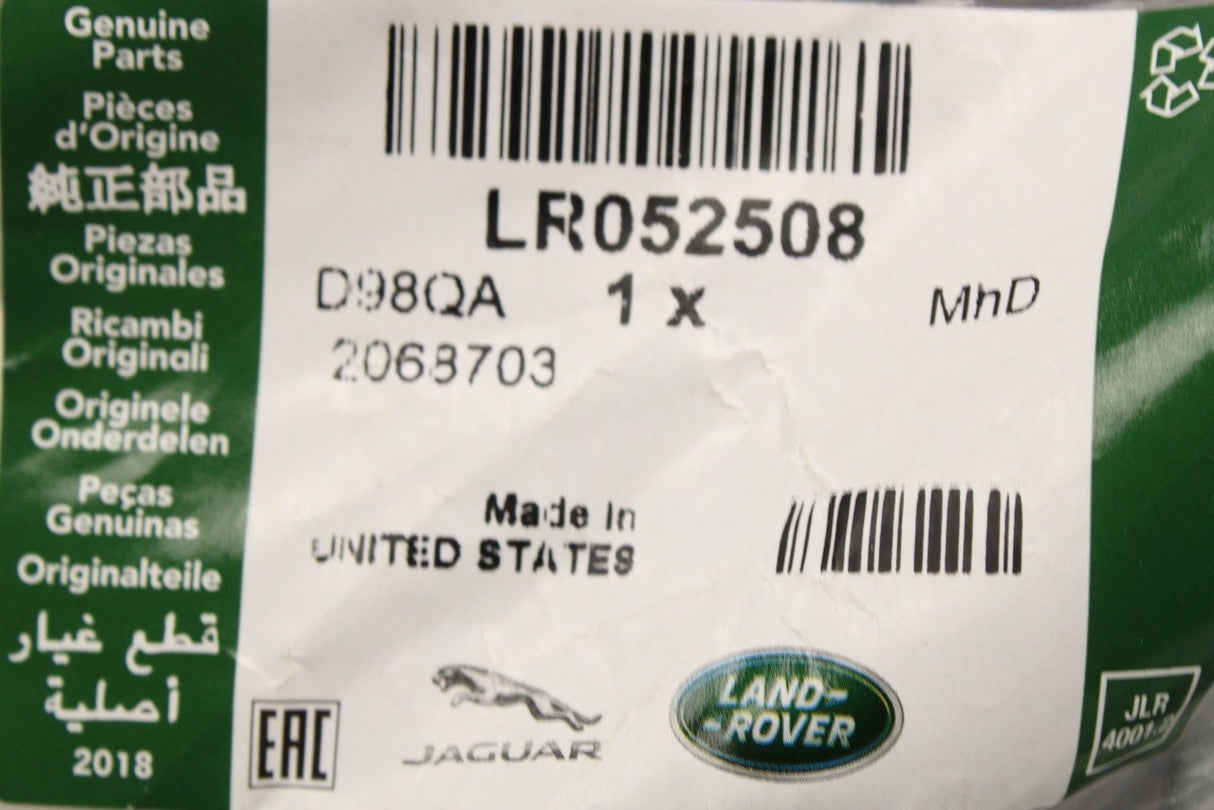 Genuine
Parts
Pièces
d'Origine
純正部品
Piezas
Originales
Ricambi
Originali
Originele
Onderdelen
Peças
Genuinas
Originalteile
قطع غيار
أصلية
2018
LR052508
D98QA 1 x MhD
2068703
Made In
UNITED STATES
EAC
JAGUAR
LAND-
-ROVER
JLR